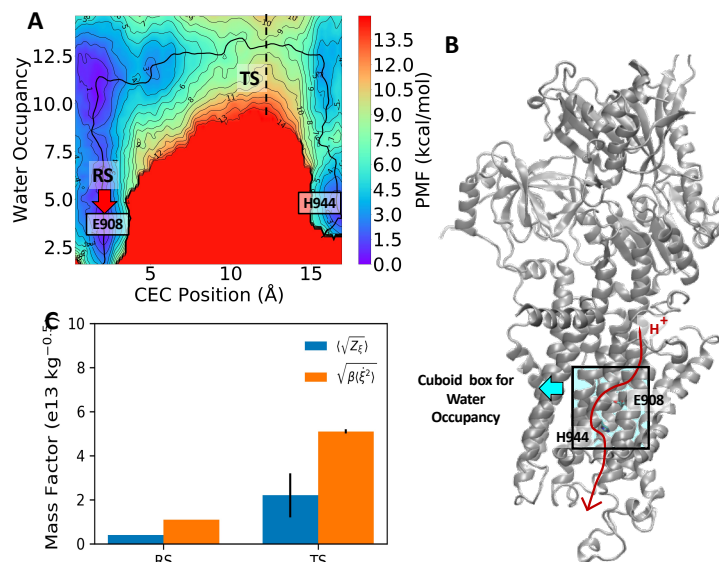 A
12.5
10.0
7.5
5.0
2.5
Water Occupancy
TS
RS
E908
H944
5
10
15
CEC Position (Å)
13.5
12.0
10.5
9.0
7.5
6.0
4.5
3.0
1.5
0.0
PMF (kcal/mol)
B
H+
E908
H944
Cuboid box for
Water
Occupancy
C
10
8
6
4
2
0
Mass Factor (e13 kg⁻⁰·⁵)
⟨√Z_ξ⟩
√β⟨ξ̇²⟩
RS
TS